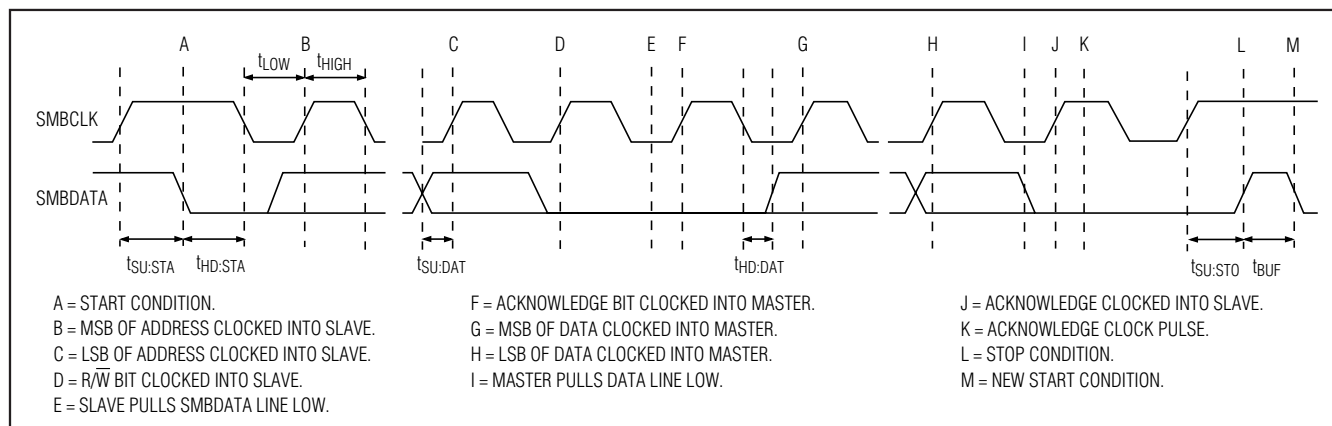 A B C D E F G H I J K L M
tLOW tHIGH
SMBCLK
SMBDATA
tSU:STA tHD:STA tSU:DAT tHD:DAT tSU:STO tBUF
A = START CONDITION.
B = MSB OF ADDRESS CLOCKED INTO SLAVE.
C = LSB OF ADDRESS CLOCKED INTO SLAVE.
D = R/W̅ BIT CLOCKED INTO SLAVE.
E = SLAVE PULLS SMBDATA LINE LOW.
F = ACKNOWLEDGE BIT CLOCKED INTO MASTER.
G = MSB OF DATA CLOCKED INTO MASTER.
H = LSB OF DATA CLOCKED INTO MASTER.
I = MASTER PULLS DATA LINE LOW.
J = ACKNOWLEDGE CLOCKED INTO SLAVE.
K = ACKNOWLEDGE CLOCK PULSE.
L = STOP CONDITION.
M = NEW START CONDITION.